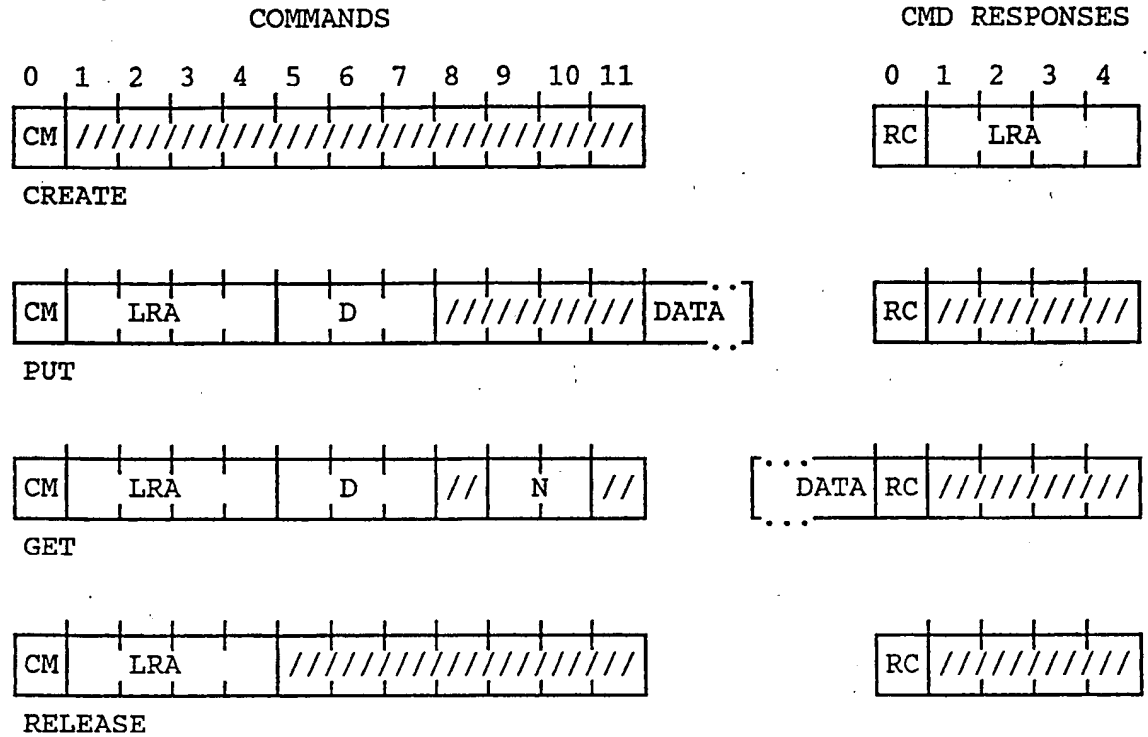 COMMANDS CMD RESPONSES
0 1 2 3 4 5 6 7 8 9 10 11 0 1 2 3 4
CM //////////////////// RC LRA
CREATE
CM LRA D /////////// DATA RC ///////////
PUT
CM LRA D // N // DATA RC ///////////
GET
CM LRA //////////////////// RC ///////////
RELEASE